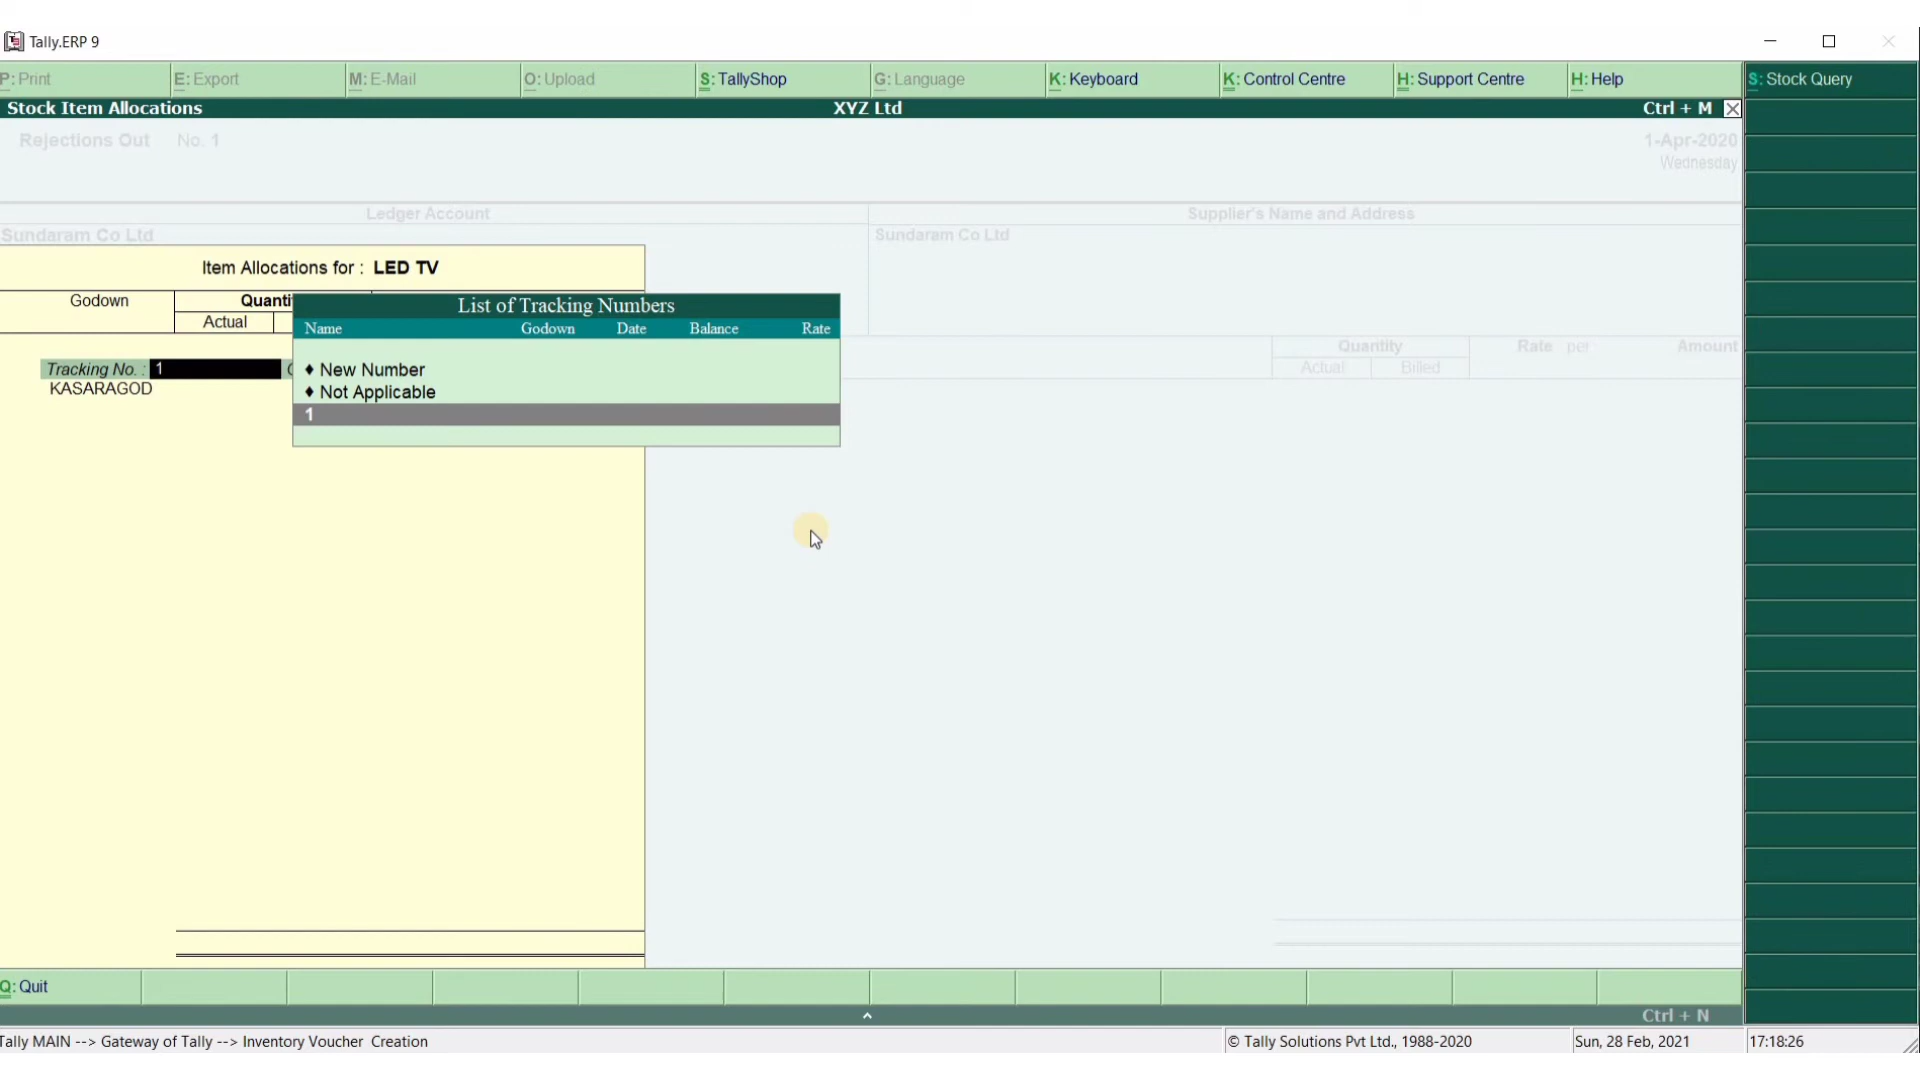 Tally.ERP 9
P: Print E: Export M: E-Mail O: Upload S: TallyShop G: Language K: Keyboard K: Control Centre H: Support Centre H: Help S: Stock Query
Stock Item Allocations XYZ Ltd Ctrl + M
Rejections Out No. 1 1-Apr-2020
Wednesday
Ledger Account Supplier's Name and Address
Sundaram Co Ltd Sundaram Co Ltd
Item Allocations for : LED TV
Godown Quanti
Actual
List of Tracking Numbers
Name Godown Date Balance Rate
♦ New Number
♦ Not Applicable
1
Tracking No. : 1
KASARAGOD
Quantity Rate per Amount
Actual Billed
Q: Quit
Ctrl + N
Tally MAIN --> Gateway of Tally --> Inventory Voucher Creation © Tally Solutions Pvt Ltd., 1988-2020 Sun, 28 Feb, 2021 17:18:26